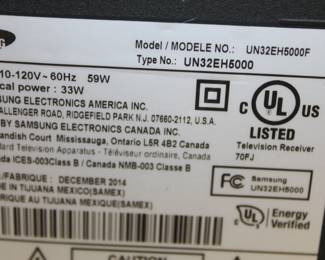 Model / MODELE NO.: UN32EH5000F
Type No.: UN32EH5000
10-120V~60Hz 59W
cal power : 33W
SUNG ELECTRONICS AMERICA INC.
ALLENGER ROAD, RIDGEFIELD PARK N.J. 07660-2112, U.S.A.
BY SAMSUNG ELECTRONICS CANADA INC.
andish Court Mississauga, Ontario L5R 4B2 Canada
dard Television Apparatus - Téléviseur ordinaire, Canada
nada ICES-003Class B / Canada NMB-003 Classe B
c UL us
LISTED
Television Receiver
70FJ
/FABRIQUE : DECEMBER 2014
E IN TIJUANA MEXICO(SAMEX)
RIQUE AU TIJUANA MEXIQUE (SAMEX)
FC Samsung
UN32EH5000
c UL
Energy
Verified
CAUTION